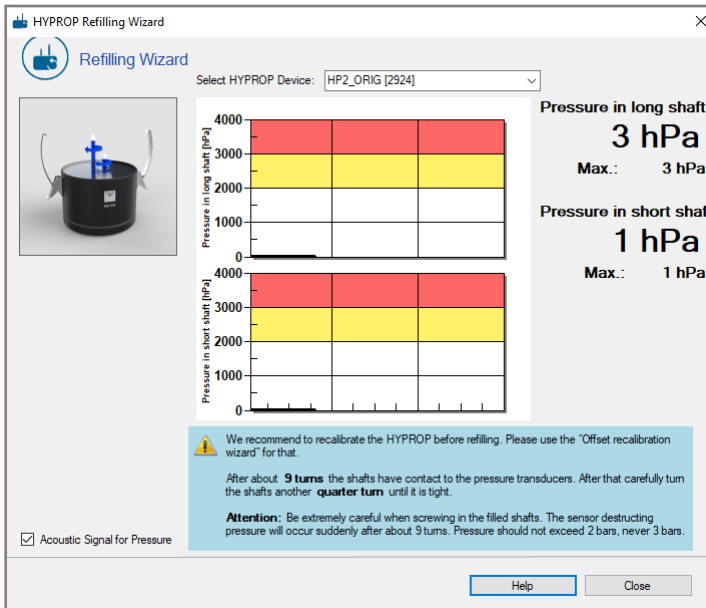 HYPROP Refilling Wizard
Refilling Wizard
Select HYPROP Device: HP2_ORIG [2924]
Pressure in long shaft [hPa]
4000
3000
2000
1000
0
Pressure in short shaft [hPa]
4000
3000
2000
1000
0
Pressure in long shaft
3 hPa
Max.: 3 hPa
Pressure in short shaf
1 hPa
Max.: 1 hPa
We recommend to recalibrate the HYPROP before refilling. Please use the "Offset recalibration
wizard" for that.
After about 9 turns the shafts have contact to the pressure transducers. After that carefully turn
the shafts another quarter turn until it is tight.
Attention: Be extremely careful when screwing in the filled shafts. The sensor destructing
pressure will occur suddenly after about 9 turns. Pressure should not exceed 2 bars, never 3 bars.
Acoustic Signal for Pressure
Help Close